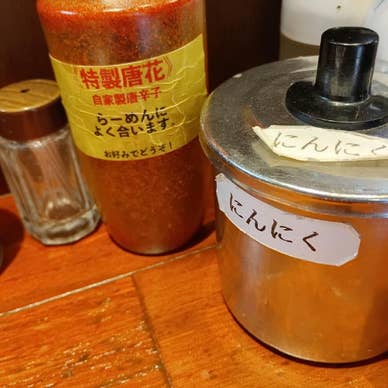 《特製唐花》
自家製唐辛子
らーめんに
よく合います。
お好みでどうぞ!
にんにく
にんにく